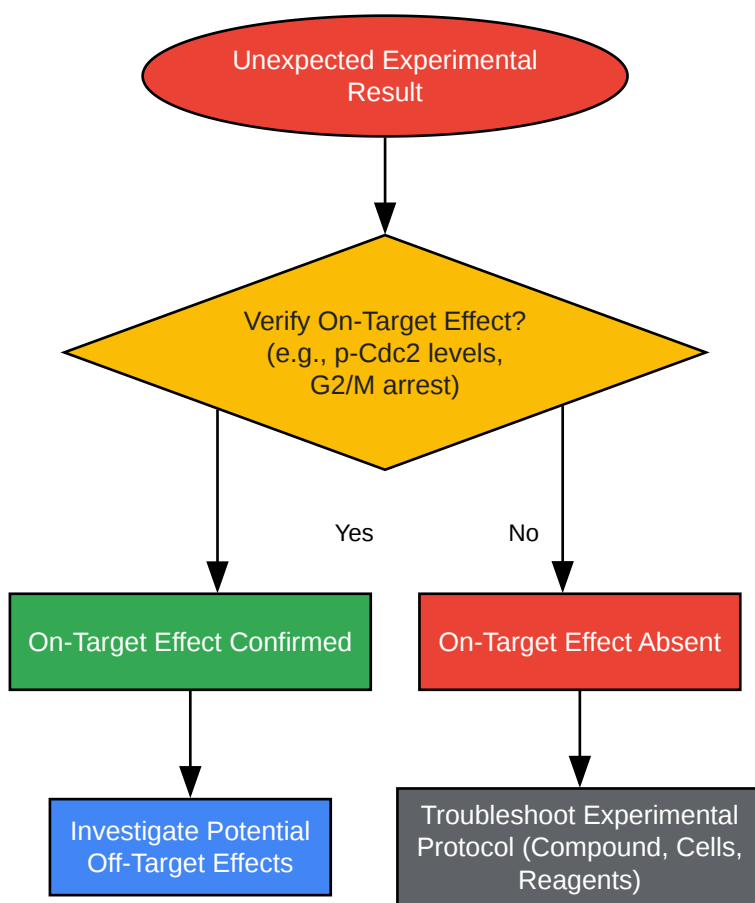 Unexpected Experimental
Result
Verify On-Target Effect?
(e.g., p-Cdc2 levels,
G2/M arrest)
Yes
No
On-Target Effect Confirmed
On-Target Effect Absent
Investigate Potential
Off-Target Effects
Troubleshoot Experimental
Protocol (Compound, Cells,
Reagents)